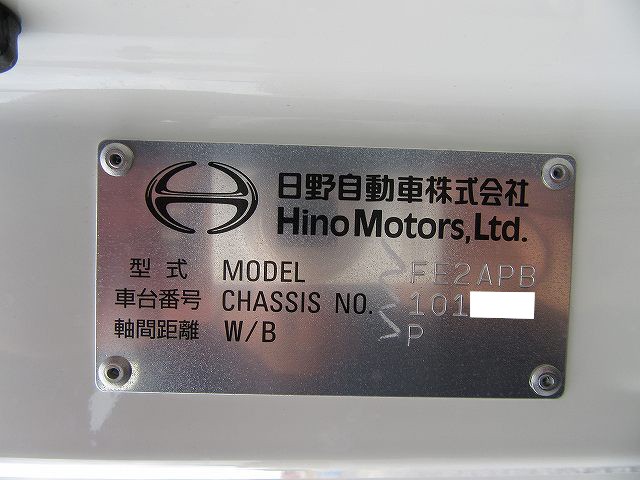 日野自動車株式会社
Hino Motors, Ltd.
型式 MODEL FE2APB
車台番号 CHASSIS NO. 101
軸間距離 W/B P